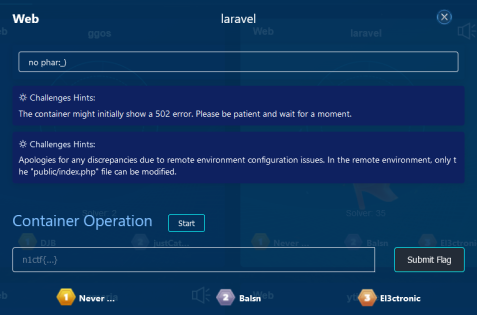 Web
laravel
no phar:_)
Challenges Hints:
The container might initially show a 502 error. Please be patient and wait for a moment.
Challenges Hints:
Apologies for any discrepancies due to remote environment configuration issues. In the remote environment, only t
he "public/index.php" file can be modified.
Container Operation
Start
n1ctf{...}
Submit Flag
1 Never ...
2 Balsn
3 El3ctronic